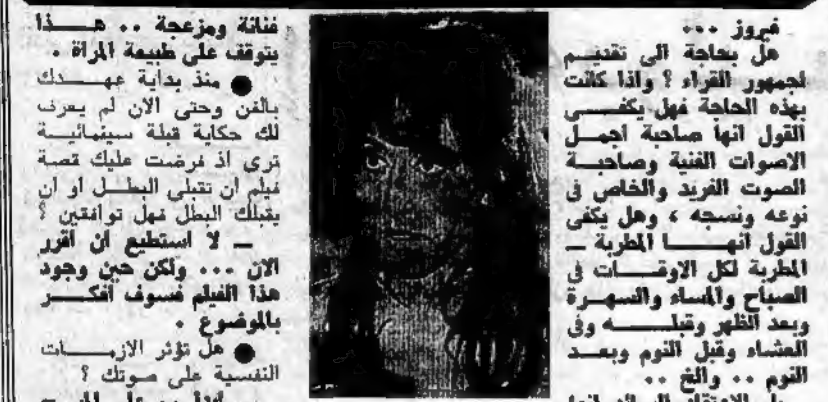 فيروز ...
هل بحاجة الى تقديم
لجمهور القراء ؟ واذا كانت
بهذه الحاجة فهل يكفي
القول انها صاحبة اجمل
الاصوات الفنية وصاحبة
الصوت الفريد والخاص في
نوعه ونسجه ، وهل يكفي
القول انها المطربة ــ
المطربة لكل الاوقات في
الصباح والمساء والسهرة
وبعد الظهر وقبله وفي
العشاء وقبل النوم وبعد
النوم .. والخ ..
فنانة ومزعجة .. هذا
يتوقف على طبيعة المرأة .
● منذ بداية عهدك
بالفن وحتى الان لم يعرف
لك حكاية قبلة سينمائية
ترى اذ فرضت عليك قصة
فيلم ان تقبلي البطل او ان
يقبلك البطل فهل توافقين ؟
ــ لا استطيع ان اقرر
الان ... ولكن حين وجود
هذا الفيلم فسوف افكر
بالموضوع .
● هل تؤثر الازمات
النفسية على صوتك ؟